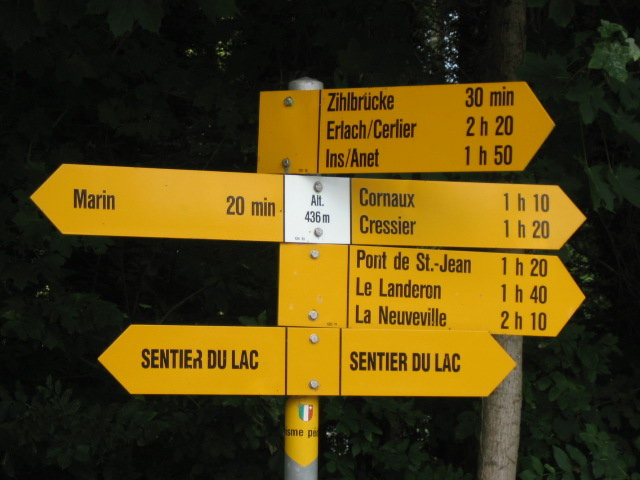 Zihlbrücke 30 min
Erlach/Cerlier 2 h 20
Ins/Anet 1 h 50
Marin 20 min
Alt.
436 m
Cornaux 1 h 10
Cressier 1 h 20
Pont de St.-Jean 1 h 20
Le Landeron 1 h 40
La Neuveville 2 h 10
SENTIER DU LAC
SENTIER DU LAC
isme pé